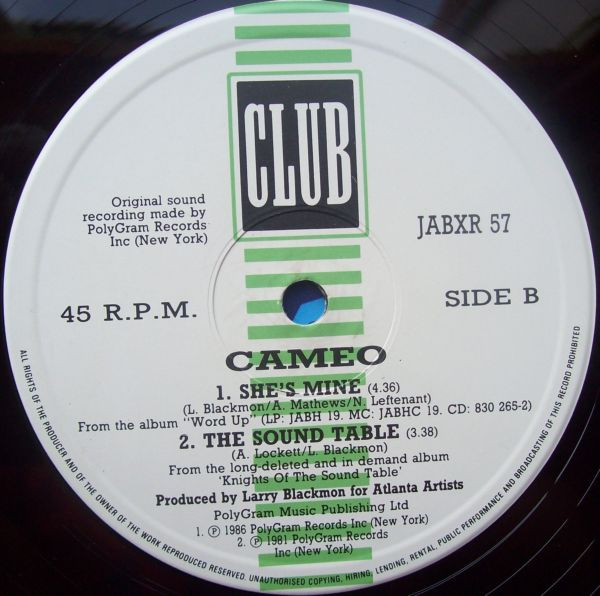 CLUB
Original sound
recording made by
PolyGram Records
Inc (New York)
JABXR 57
45 R.P.M.
SIDE B
CAMEO
1. SHE'S MINE (4.36)
(L. Blackmon/A. Mathews/N. Leftenant)
From the album "Word Up" (LP: JABH 19. MC: JABHC 19. CD: 830 265-2)
2. THE SOUND TABLE (3.38)
(A. Lockett/L. Blackmon)
From the long-deleted and in demand album
'Knights Of The Sound Table')
Produced by Larry Blackmon for Atlanta Artists
PolyGram Music Publishing Ltd
1. ℗ 1986 PolyGram Records Inc (New York)
2. ℗ 1981 PolyGram Records
Inc (New York)
ALL RIGHTS OF THE PRODUCER AND OF THE OWNER OF THE WORK REPRODUCED RESERVED. UNAUTHORISED COPYING, HIRING, LENDING, RENTAL, PUBLIC PERFORMANCE AND BROADCASTING OF THIS RECORD PROHIBITED